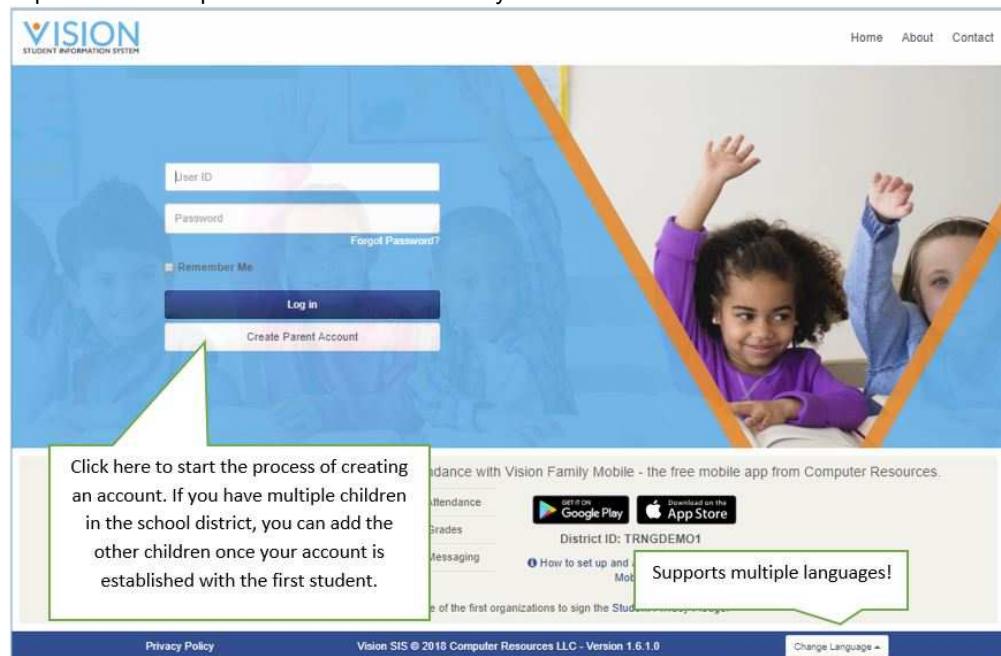 VISION
STUDENT INFORMATION SYSTEM
Home About Contact
User ID
Password
Forgot Password?
Remember Me
Log in
Create Parent Account
Click here to start the process of creating
an account. If you have multiple children
in the school district, you can add the
other children once your account is
established with the first student.
dance with Vision Family Mobile - the free mobile app from Computer Resources.
Attendance
Grades
Messaging
GET IT ON
Google Play
Download on the
App Store
District ID: TRNGDEMO1
How to set up and
Mob
Supports multiple languages!
e of the first organizations to sign the Student Privacy Pledge.
Privacy Policy
Vision SIS © 2018 Computer Resources LLC - Version 1.6.1.0
Change Language